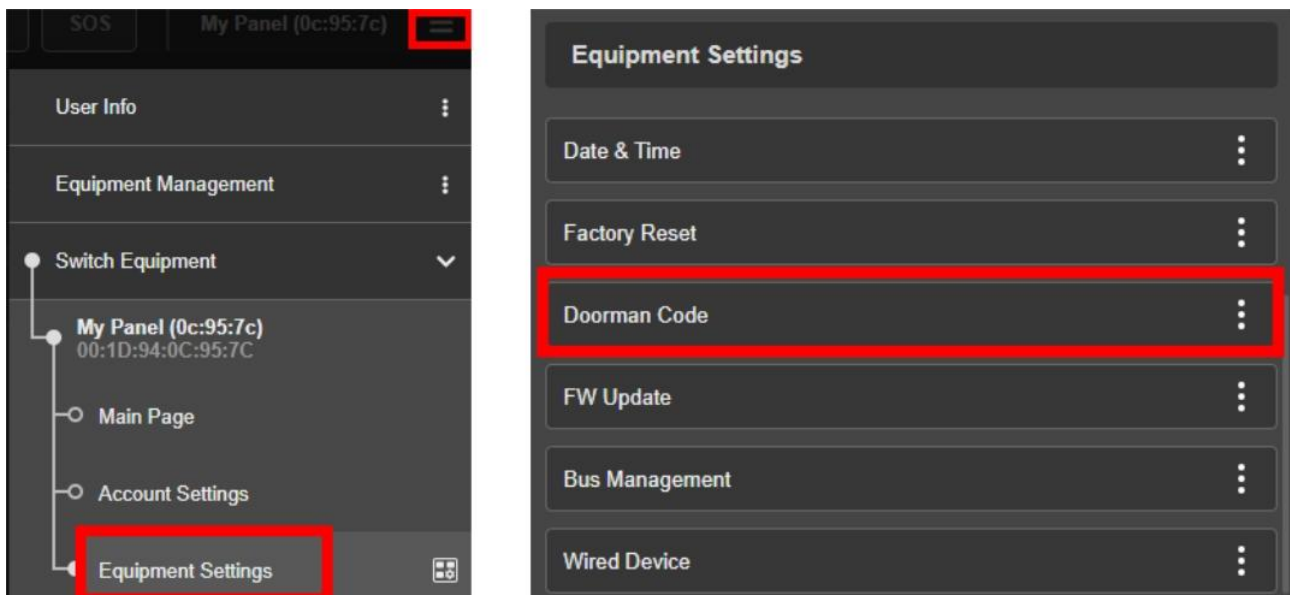 SOS
My Panel (0c:95:7c)
User Info
Equipment Management
Switch Equipment
My Panel (0c:95:7c)
00:1D:94:0C:95:7C
Main Page
Account Settings
Equipment Settings
Equipment Settings
Date & Time
Factory Reset
Doorman Code
FW Update
Bus Management
Wired Device